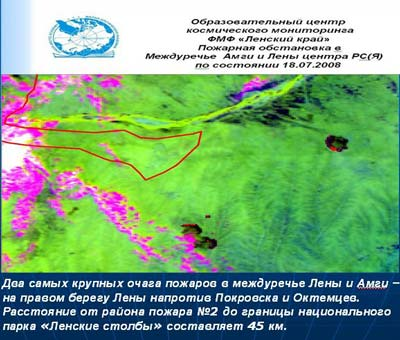 Образовательный центр
космического мониторинга
ФМФ «Ленский край»
Пожарная обстановка в
Междуречье Амги и Лены центра РС(Я)
по состоянии 18.07.2008
Два самых крупных очага пожаров в междуречье Лены и Амги –
на правом берегу Лены напротив Покровска и Октемцев.
Расстояние от района пожара №2 до границы национального
парка «Ленские столбы» составляет 45 км.